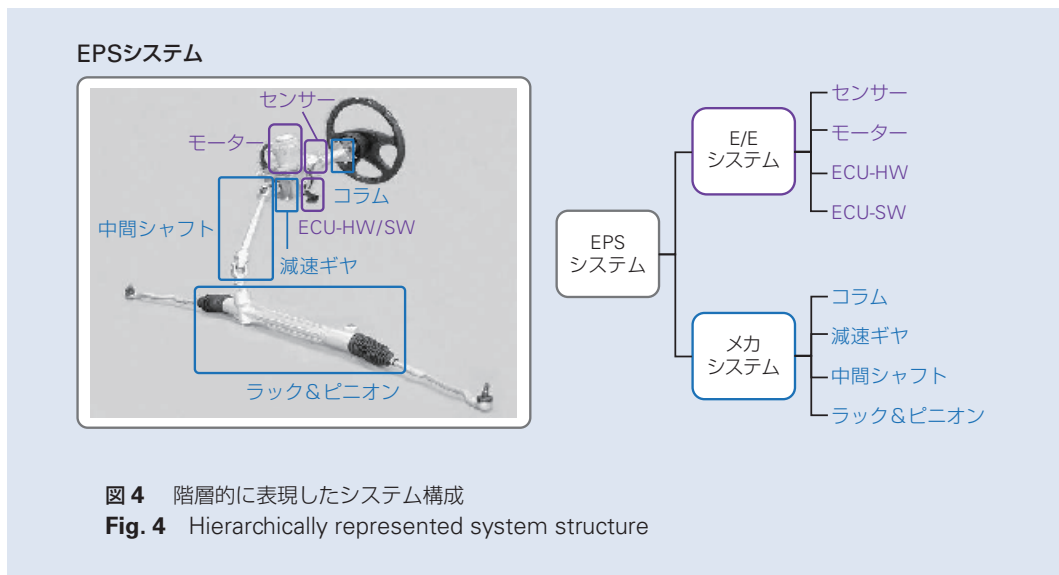 EPSシステム
センサー
モーター
コラム
中間シャフト
ECU-HW/SW
減速ギヤ
ラック&ピニオン
EPS
システム
E/E
システム
センサー
モーター
ECU-HW
ECU-SW
メカ
システム
コラム
減速ギヤ
中間シャフト
ラック&ピニオン
図 4 階層的に表現したシステム構成
Fig. 4 Hierarchically represented system structure